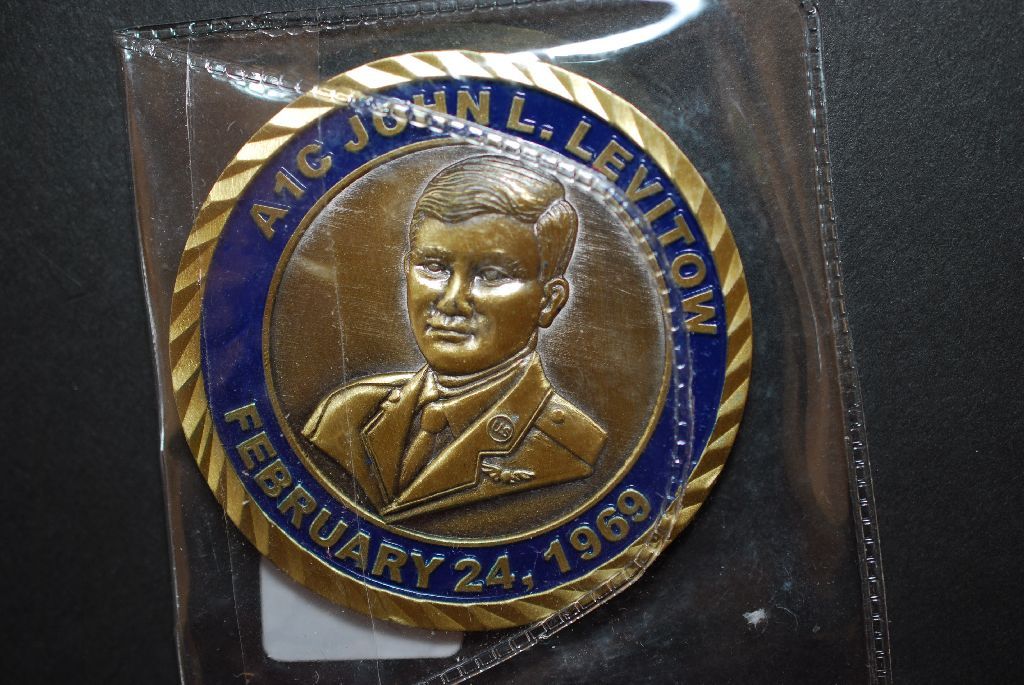 A1C JOHN L. LEVITOW
US
FEBRUARY 24, 1969